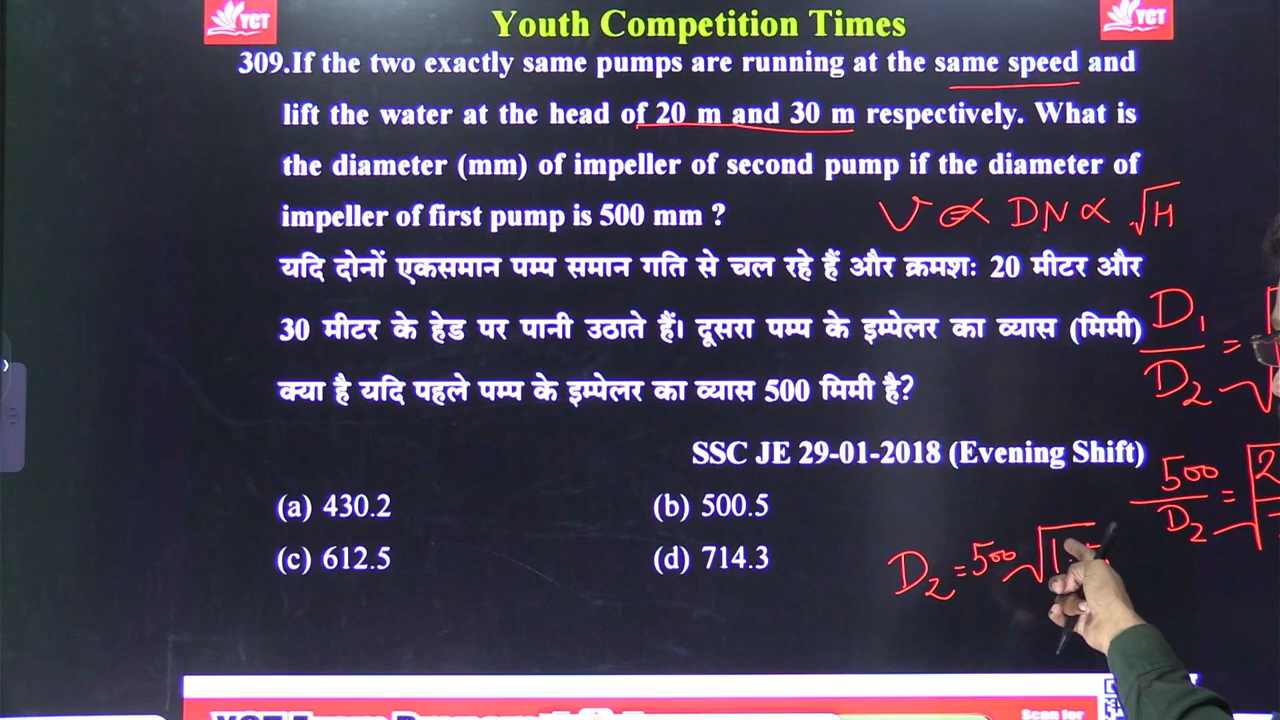 YCT
Youth Competition Times
YCT
309.If the two exactly same pumps are running at the same speed and
lift the water at the head of 20 m and 30 m respectively. What is
the diameter (mm) of impeller of second pump if the diameter of
impeller of first pump is 500 mm ?
V ∝ DN ∝ √H
यदि दोनों एकसमान पम्प समान गति से चल रहे हैं और क्रमशः 20 मीटर और
30 मीटर के हेड पर पानी उठाते हैं। दूसरा पम्प के इम्पेलर का व्यास (मिमी)
क्या है यदि पहले पम्प के इम्पेलर का व्यास 500 मिमी है?
D₁/D₂ = √
SSC JE 29-01-2018 (Evening Shift)
500/D₂ =
(a) 430.2 (b) 500.5
(c) 612.5 (d) 714.3
D₂ = 500 √
Scan for